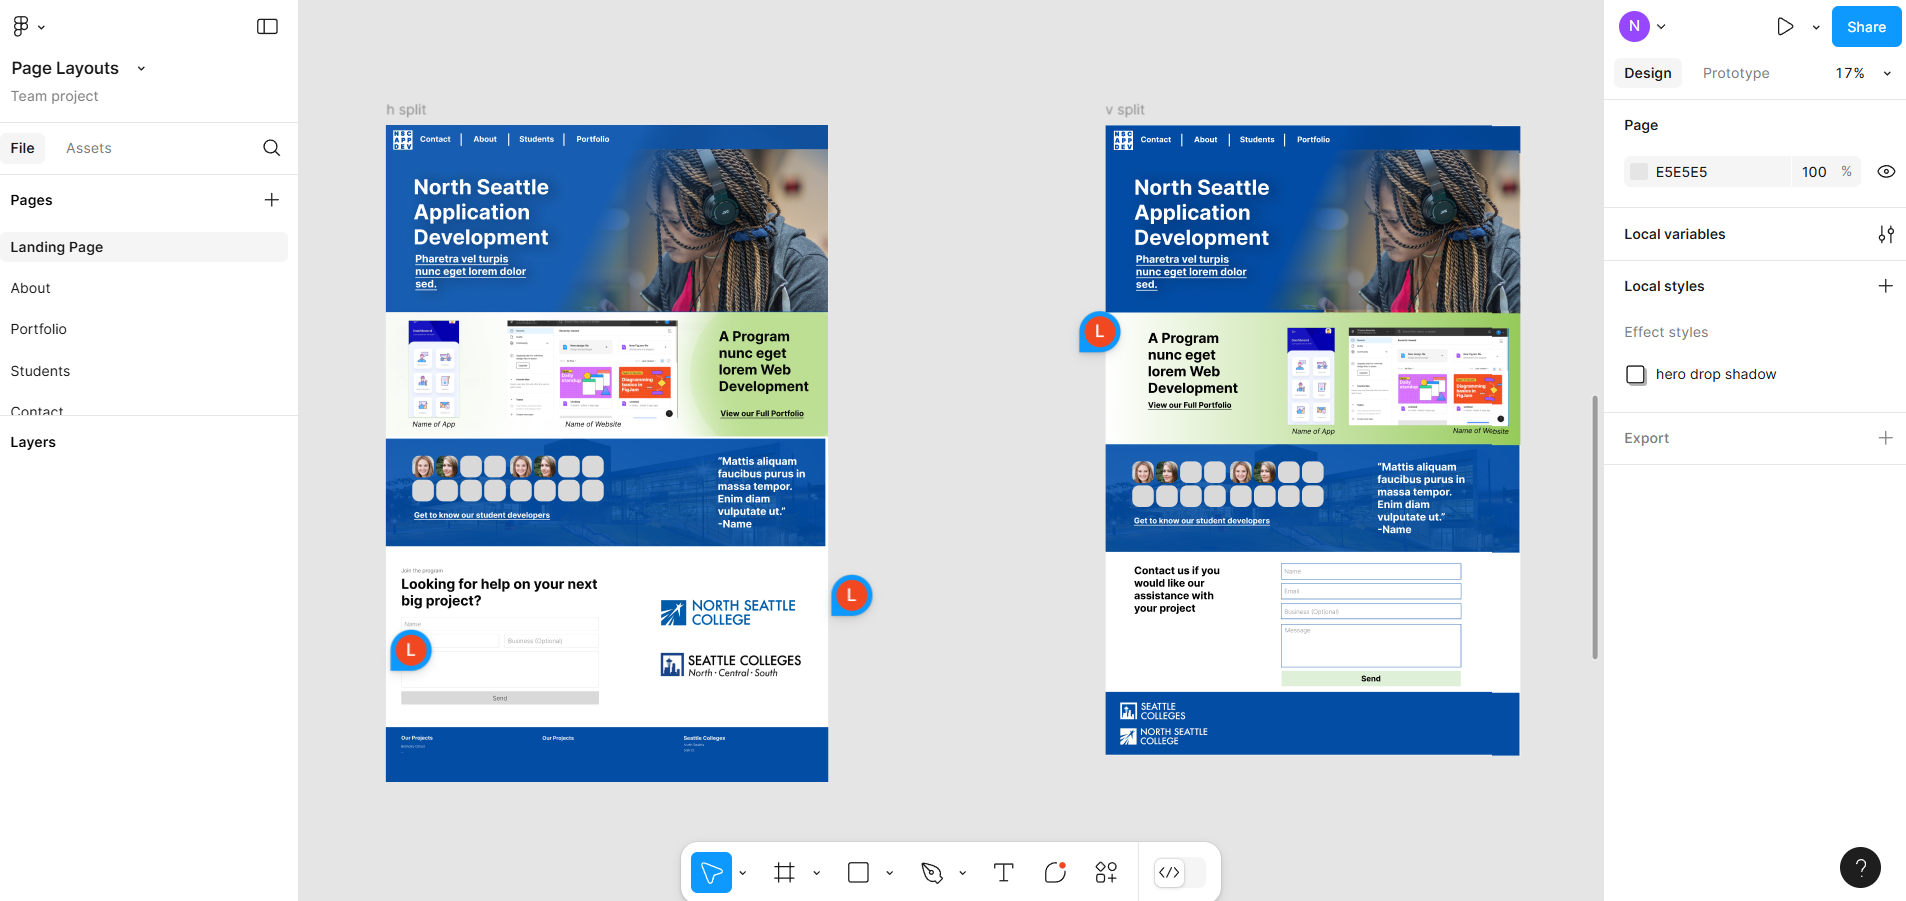 Page Layouts
Team project
File
Assets
Pages
Landing Page
About
Portfolio
Students
Contact
Layers
h split
NSC
APP
DEV
Contact
About
Students
Portfolio
North Seattle
Application
Development
Pharetra vel turpis
nunc eget lorem dolor
sed.
Name of App
Name of Website
A Program
nunc eget
lorem Web
Development
View our Full Portfolio
Get to know our student developers
“Mattis aliquam
faucibus purus in
massa tempor.
Enim diam
vulputate ut.”
-Name
Join the program
Looking for help on your next
big project?
Name
Business (Optional)
Send
L
L
NORTH SEATTLE
COLLEGE
SEATTLE COLLEGES
North · Central · South
Our Projects
Our Projects
Seattle Colleges
v split
NSC
APP
DEV
Contact
About
Students
Portfolio
North Seattle
Application
Development
Pharetra vel turpis
nunc eget lorem dolor
sed.
L
A Program
nunc eget
lorem Web
Development
View our Full Portfolio
Name of App
Name of Website
Get to know our student developers
“Mattis aliquam
faucibus purus in
massa tempor.
Enim diam
vulputate ut.”
-Name
Contact us if you
would like our
assistance with
your project
Name
Email
Business (Optional)
Message
Send
SEATTLE
COLLEGES
NORTH SEATTLE
COLLEGE
N
Share
Design
Prototype
17%
Page
E5E5E5
100 %
Local variables
Local styles
Effect styles
hero drop shadow
Export
?